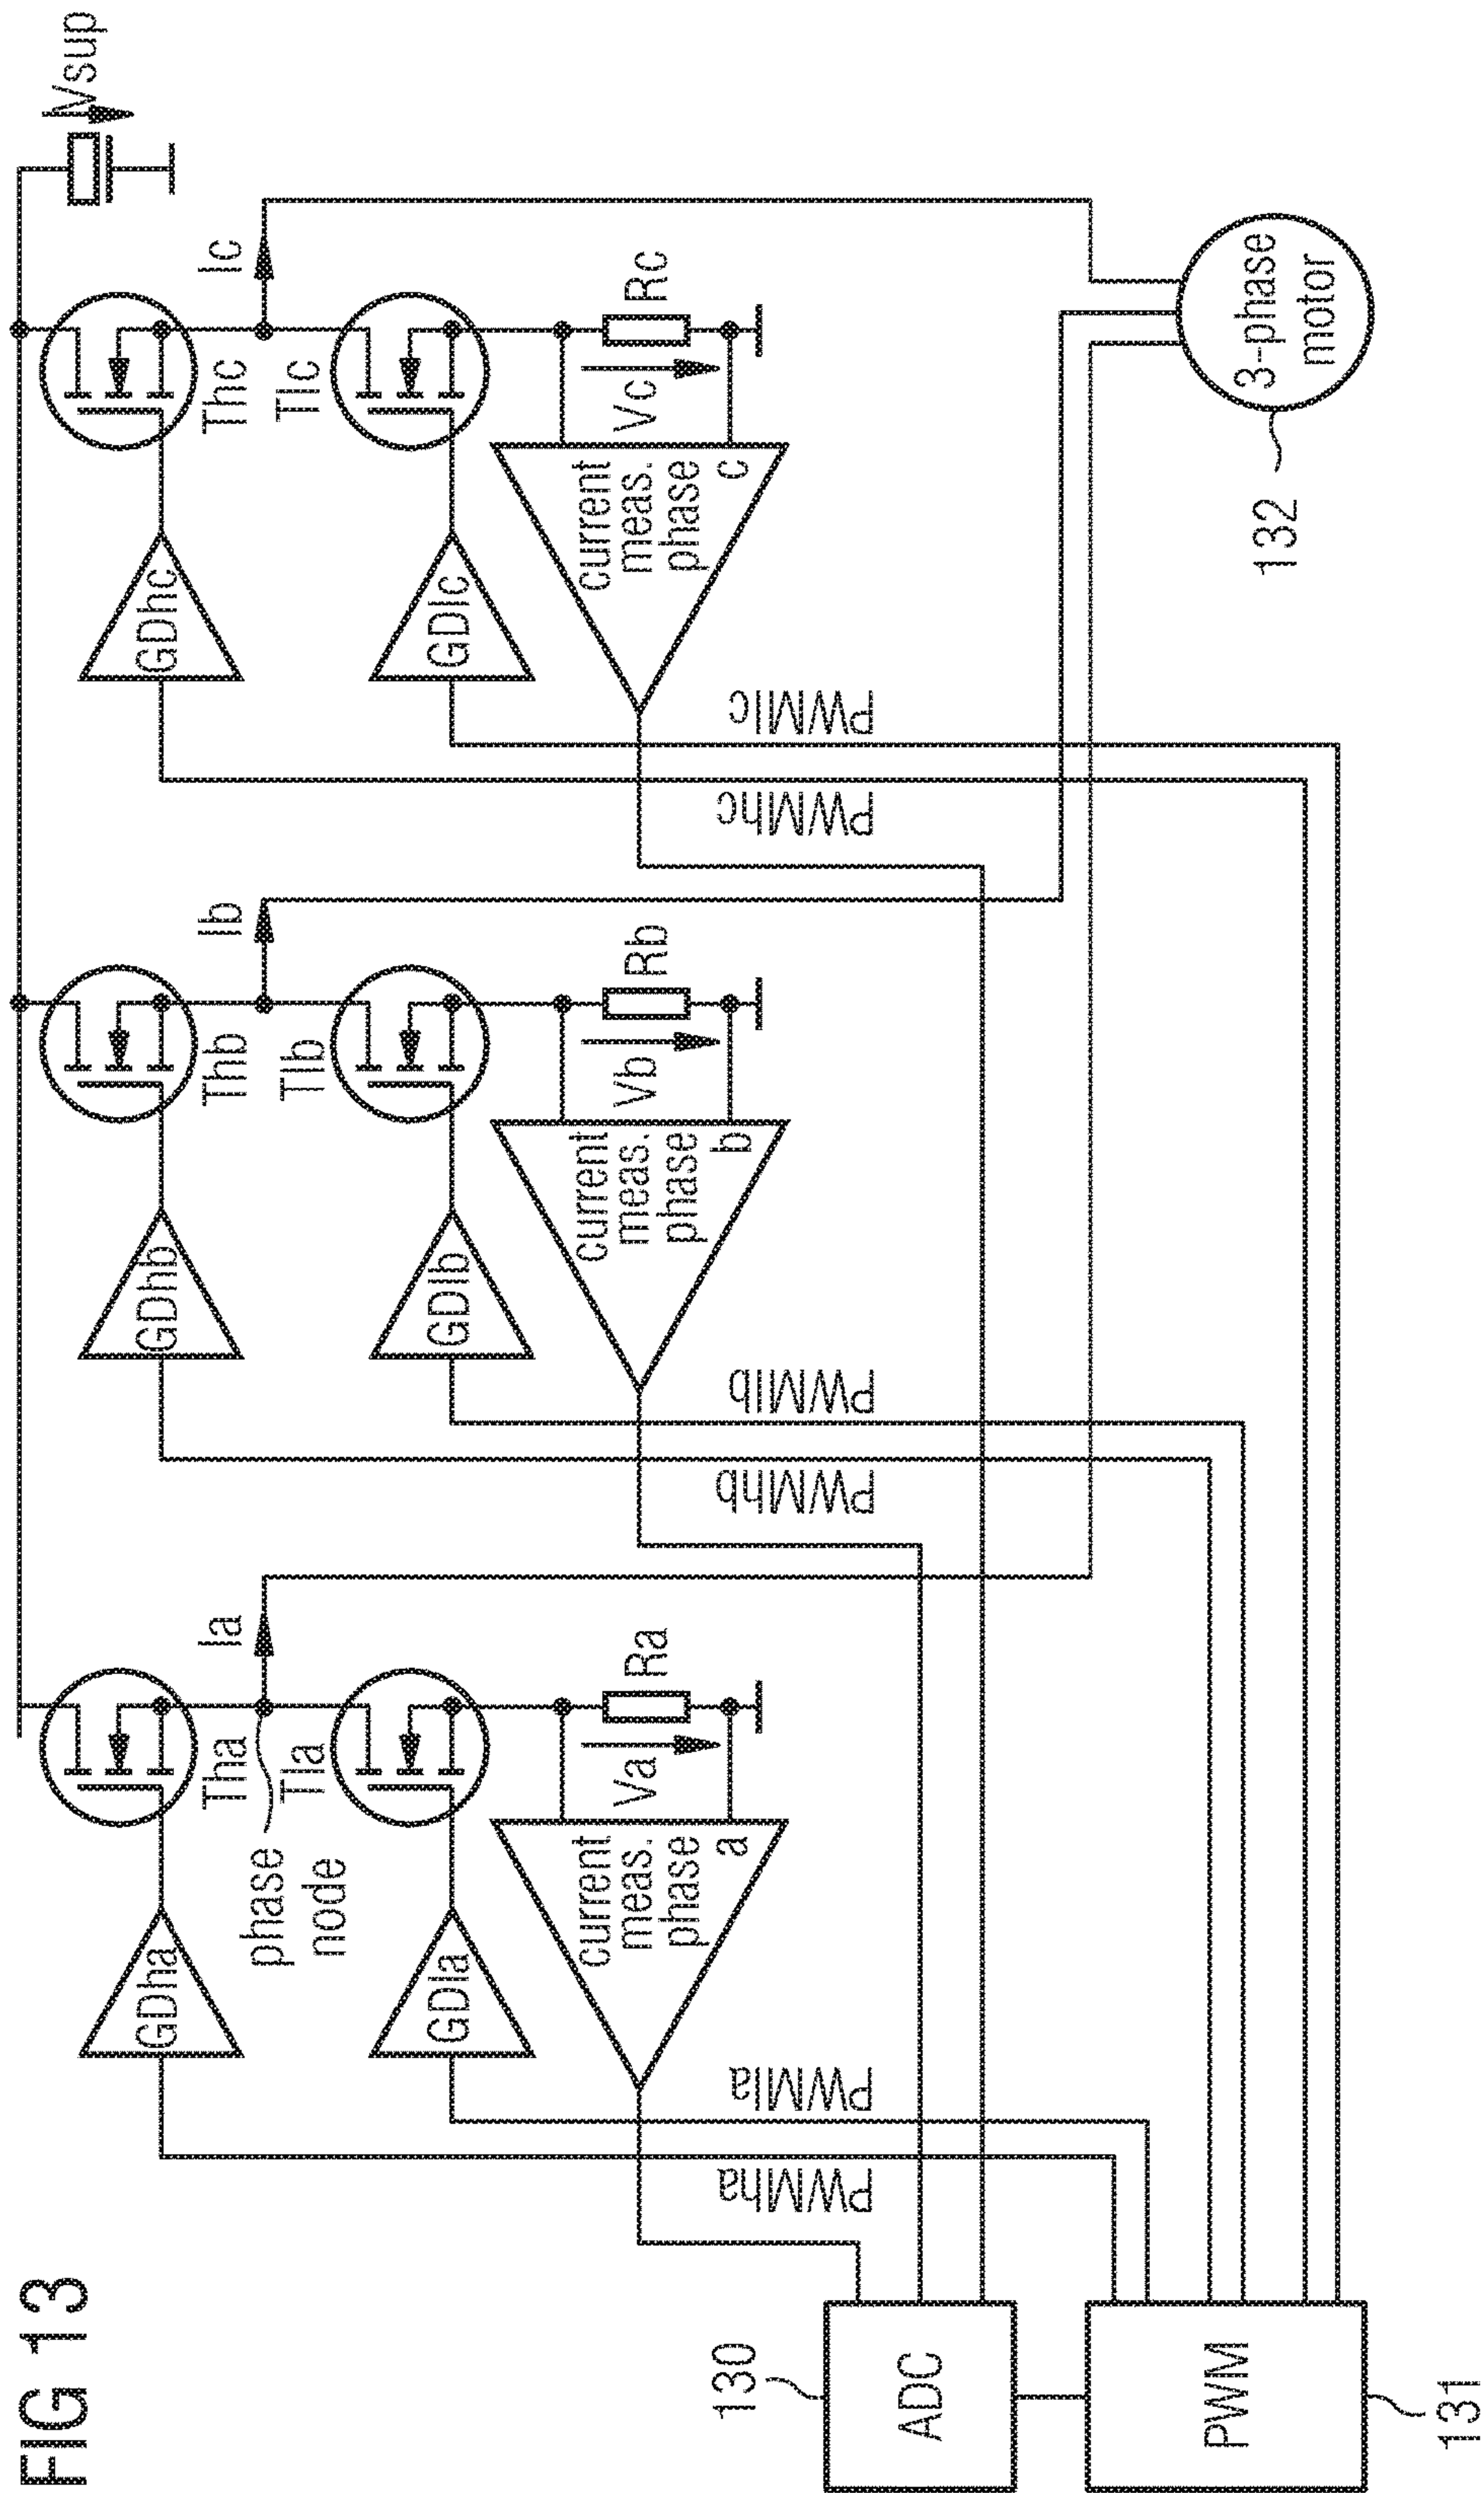 FIG 13
Vsup
GDha
Tha
Ia
phase
node
GDla
Tla
current
meas.
phase
a
Va
Ra
PWMha
PWMla
GDhb
Thb
Ib
GDlb
Tlb
current
meas.
phase
b
Vb
Rb
PWMhb
PWMlb
GDhc
Thc
Ic
GDlc
Tlc
current
meas.
phase
c
Vc
Rc
PWMhc
PWMlc
130
ADC
PWM
131
3-phase
motor
132